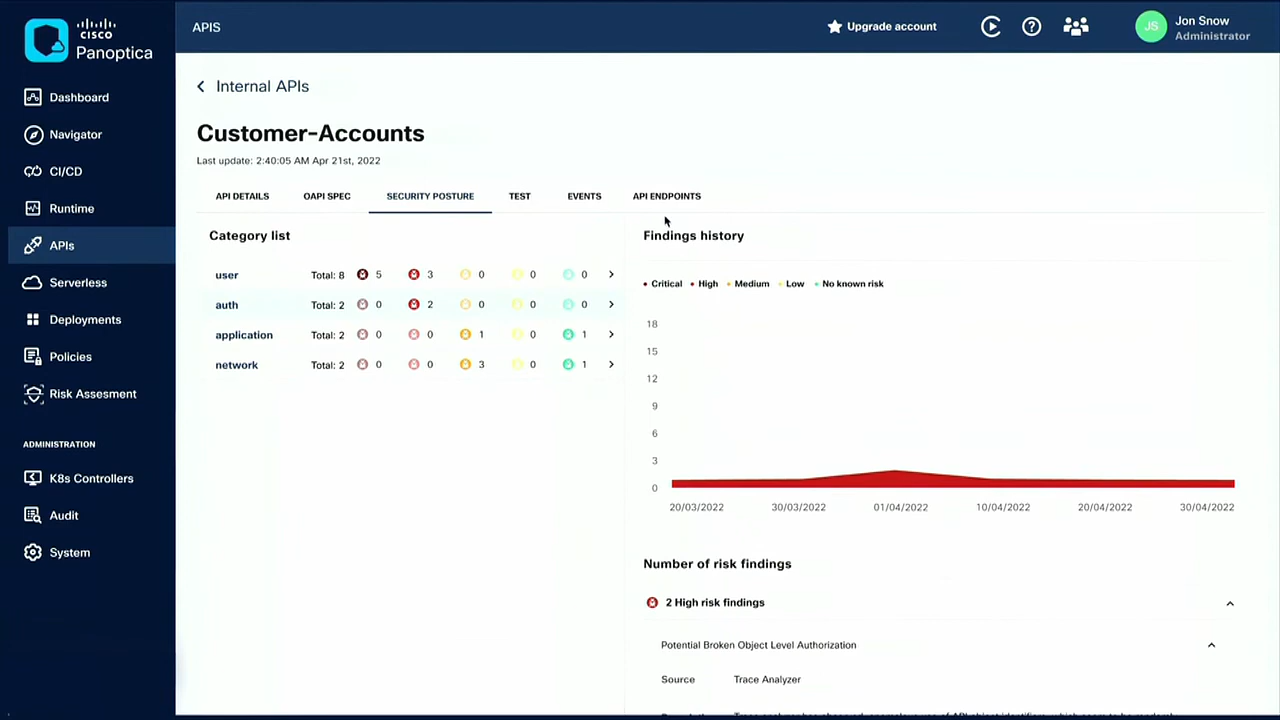 CISCO
Panoptica
APIS
Upgrade account
JS
Jon Snow
Administrator
Dashboard
Navigator
CI/CD
Runtime
APIs
Serverless
Deployments
Policies
Risk Assesment
ADMINISTRATION
K8s Controllers
Audit
System
Internal APIs
Customer-Accounts
Last update: 2:40:05 AM Apr 21st, 2022
API DETAILS OAPI SPEC SECURITY POSTURE TEST EVENTS API ENDPOINTS
Category list
user Total: 8 5 3 0 0 0
auth Total: 2 0 2 0 0 0
application Total: 2 0 0 1 0 1
network Total: 2 0 0 3 0 1
Findings history
Critical High Medium Low No known risk
18
15
12
9
6
3
0
20/03/2022 30/03/2022 01/04/2022 10/04/2022 20/04/2022 30/04/2022
Number of risk findings
2 High risk findings
Potential Broken Object Level Authorization
Source Trace Analyzer